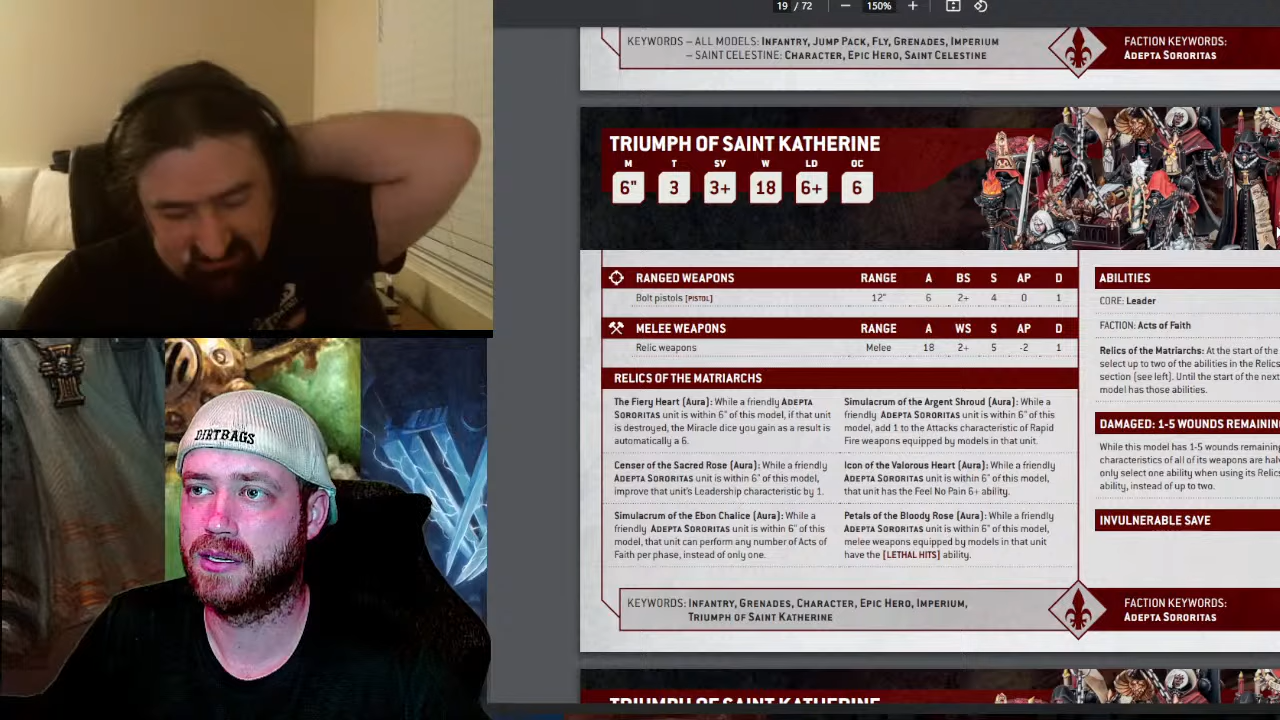 19 / 72
150%
KEYWORDS – ALL MODELS: INFANTRY, JUMP PACK, FLY, GRENADES, IMPERIUM
– SAINT CELESTINE: CHARACTER, EPIC HERO, SAINT CELESTINE
FACTION KEYWORDS:
ADEPTA SORORITAS
TRIUMPH OF SAINT KATHERINE
M T SV W LD OC
6" 3 3+ 18 6+ 6
RANGED WEAPONS RANGE A BS S AP D
Bolt pistols [PISTOL] 12" 6 2+ 4 0 1
MELEE WEAPONS RANGE A WS S AP D
Relic weapons Melee 18 2+ 5 -2 1
RELICS OF THE MATRIARCHS
The Fiery Heart (Aura): While a friendly ADEPTA
SORORITAS unit is within 6" of this model, if that unit
is destroyed, the Miracle dice you gain as a result is
automatically a 6.
Censer of the Sacred Rose (Aura): While a friendly
ADEPTA SORORITAS unit is within 6" of this model,
improve that unit's Leadership characteristic by 1.
Simulacrum of the Ebon Chalice (Aura): While a
friendly ADEPTA SORORITAS unit is within 6" of this
model, that unit can perform any number of Acts of
Faith per phase, instead of only one.
Simulacrum of the Argent Shroud (Aura): While a
friendly ADEPTA SORORITAS unit is within 6" of this
model, add 1 to the Attacks characteristic of Rapid
Fire weapons equipped by models in that unit.
Icon of the Valorous Heart (Aura): While a friendly
ADEPTA SORORITAS unit is within 6" of this model,
that unit has the Feel No Pain 6+ ability.
Petals of the Bloody Rose (Aura): While a friendly
ADEPTA SORORITAS unit is within 6" of this model,
melee weapons equipped by models in that unit
have the [LETHAL HITS] ability.
ABILITIES
CORE: Leader
FACTION: Acts of Faith
Relics of the Matriarchs: At the start of the
select up to two of the abilities in the Relics
section (see left). Until the start of the next
model has those abilities.
DAMAGED: 1-5 WOUNDS REMAINING
While this model has 1-5 wounds remaining
characteristics of all of its weapons are hal
only select one ability when using its Relics
ability, instead of up to two.
INVULNERABLE SAVE
KEYWORDS: INFANTRY, GRENADES, CHARACTER, EPIC HERO, IMPERIUM,
TRIUMPH OF SAINT KATHERINE
FACTION KEYWORDS:
ADEPTA SORORITAS
TRIUMPH OF SAINT KATHERINE
DIRTBAGS